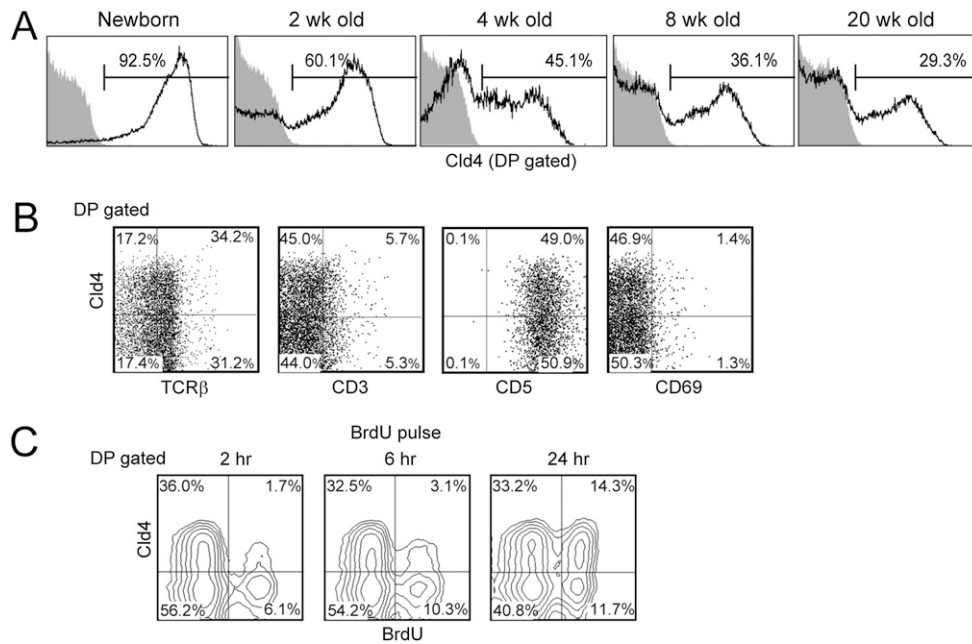 A
Newborn 2 wk old 4 wk old 8 wk old 20 wk old
92.5% 60.1% 45.1% 36.1% 29.3%
Cld4 (DP gated)
B
DP gated
17.2% 34.2% 45.0% 5.7% 0.1% 49.0% 46.9% 1.4%
Cld4
17.4% 31.2% 44.0% 5.3% 0.1% 50.9% 50.3% 1.3%
TCRβ CD3 CD5 CD69
C
BrdU pulse
DP gated 2 hr 6 hr 24 hr
36.0% 1.7% 32.5% 3.1% 33.2% 14.3%
Cld4
56.2% 6.1% 54.2% 10.3% 40.8% 11.7%
BrdU